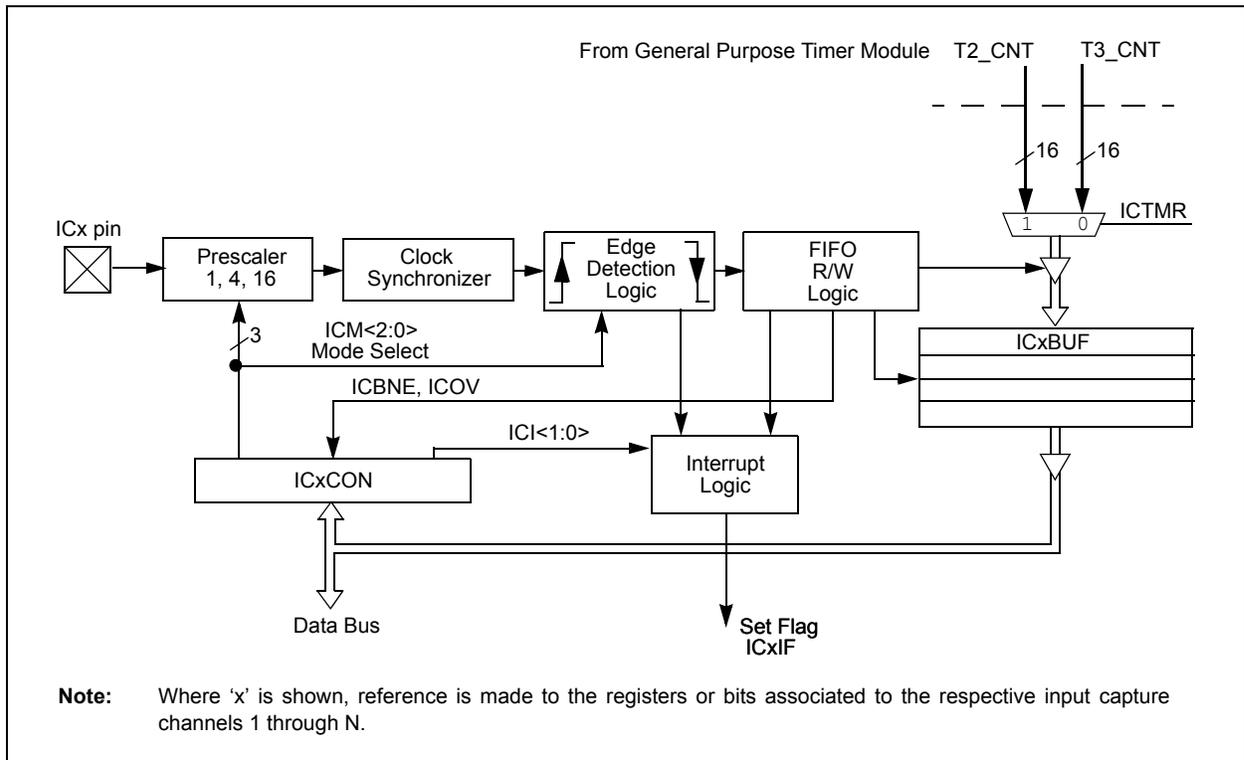 From General Purpose Timer Module
T2_CNT
T3_CNT
16
16
ICx pin
1
0
ICTMR
Prescaler
1, 4, 16
Clock
Synchronizer
Edge
Detection
Logic
FIFO
R/W
Logic
3
ICM<2:0>
Mode Select
ICxBUF
ICBNE, ICOV
ICI<1:0>
Interrupt
Logic
ICxCON
Data Bus
Set Flag
ICxIF
Note: Where ‘x’ is shown, reference is made to the registers or bits associated to the respective input capture
channels 1 through N.